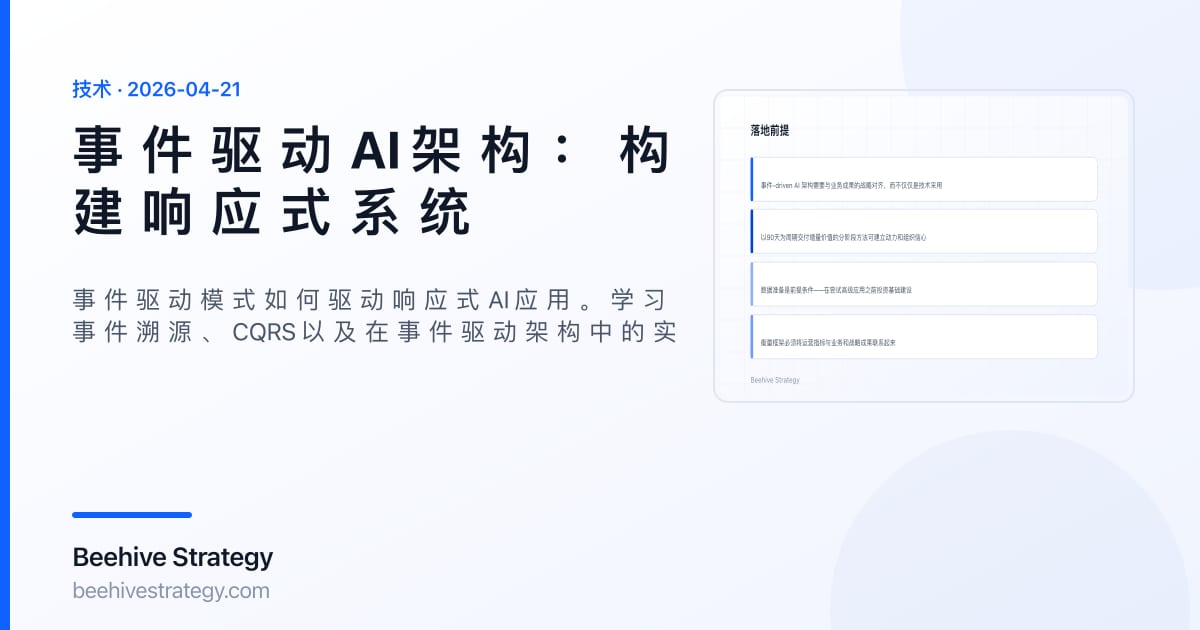 技术 · 2026-04-21
事件驱动AI架构：构
建响应式系统
事件驱动模式如何驱动响应式AI应用。学习
事件溯源、CQRS以及在事件驱动架构中的实
落地前提
事件-driven AI 架构需要与业务成果的战略对齐，而不仅仅是技术采用
以90天为周期交付增量价值的分阶段方法可建立动力和组织信心
数据准备是前提条件——在尝试高级应用之前投资基础建设
衡量框架必须将运营指标与业务和战略成果联系起来
Beehive Strategy
Beehive Strategy
beehivestrategy.com